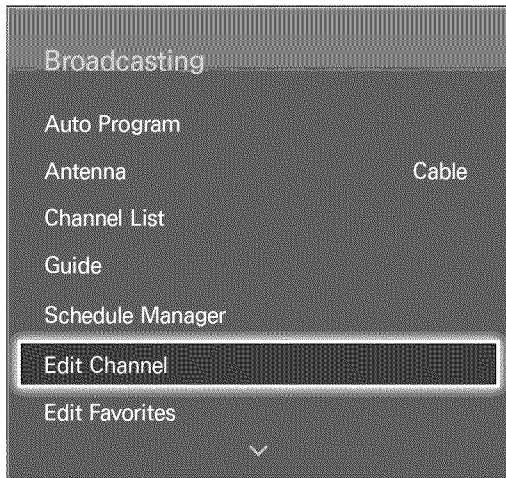 Broadcasting
Auto Program
Antenna Cable
Channel List
Guide
Schedule Manager
Edit Channel
Edit Favorites